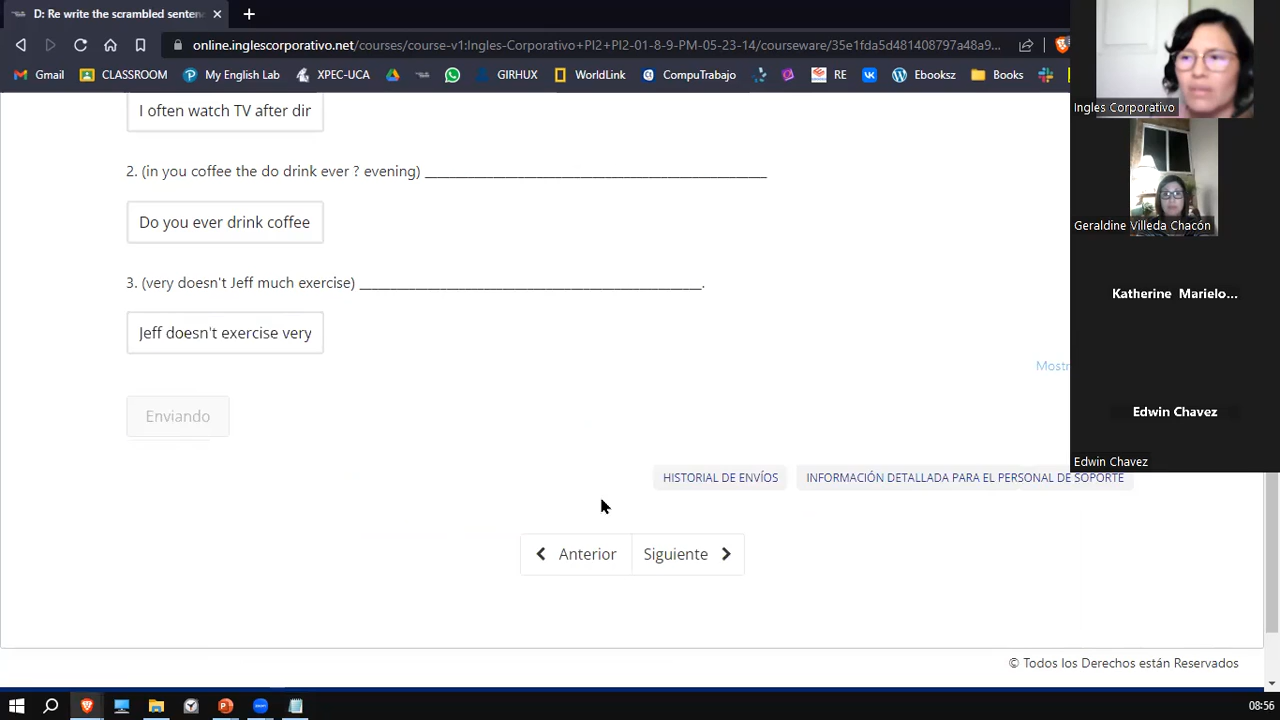 D: Re write the scrambled senten
online.inglescorporativo.net/courses/course-v1:Ingles-Corporativo+PI2+PI2-01-8-9-PM-05-23-14/courseware/35e1fda5d481408797a48a9...
Gmail CLASSROOM My English Lab XPEC-UCA GIRHUX WorldLink CompuTrabajo RE Ebooksz Books
I often watch TV after dir
2. (in you coffee the do drink ever ? evening) ______________________________________________
Do you ever drink coffee
3. (very doesn't Jeff much exercise) ______________________________________________.
Jeff doesn't exercise very
Mostr
Enviando
HISTORIAL DE ENVÍOS INFORMACIÓN DETALLADA PARA EL PERSONAL DE SOPORTE
Anterior Siguiente
© Todos los Derechos están Reservados
Ingles Corporativo
Geraldine Villeda Chacón
Katherine Marielo...
Edwin Chavez
Edwin Chavez
08:56